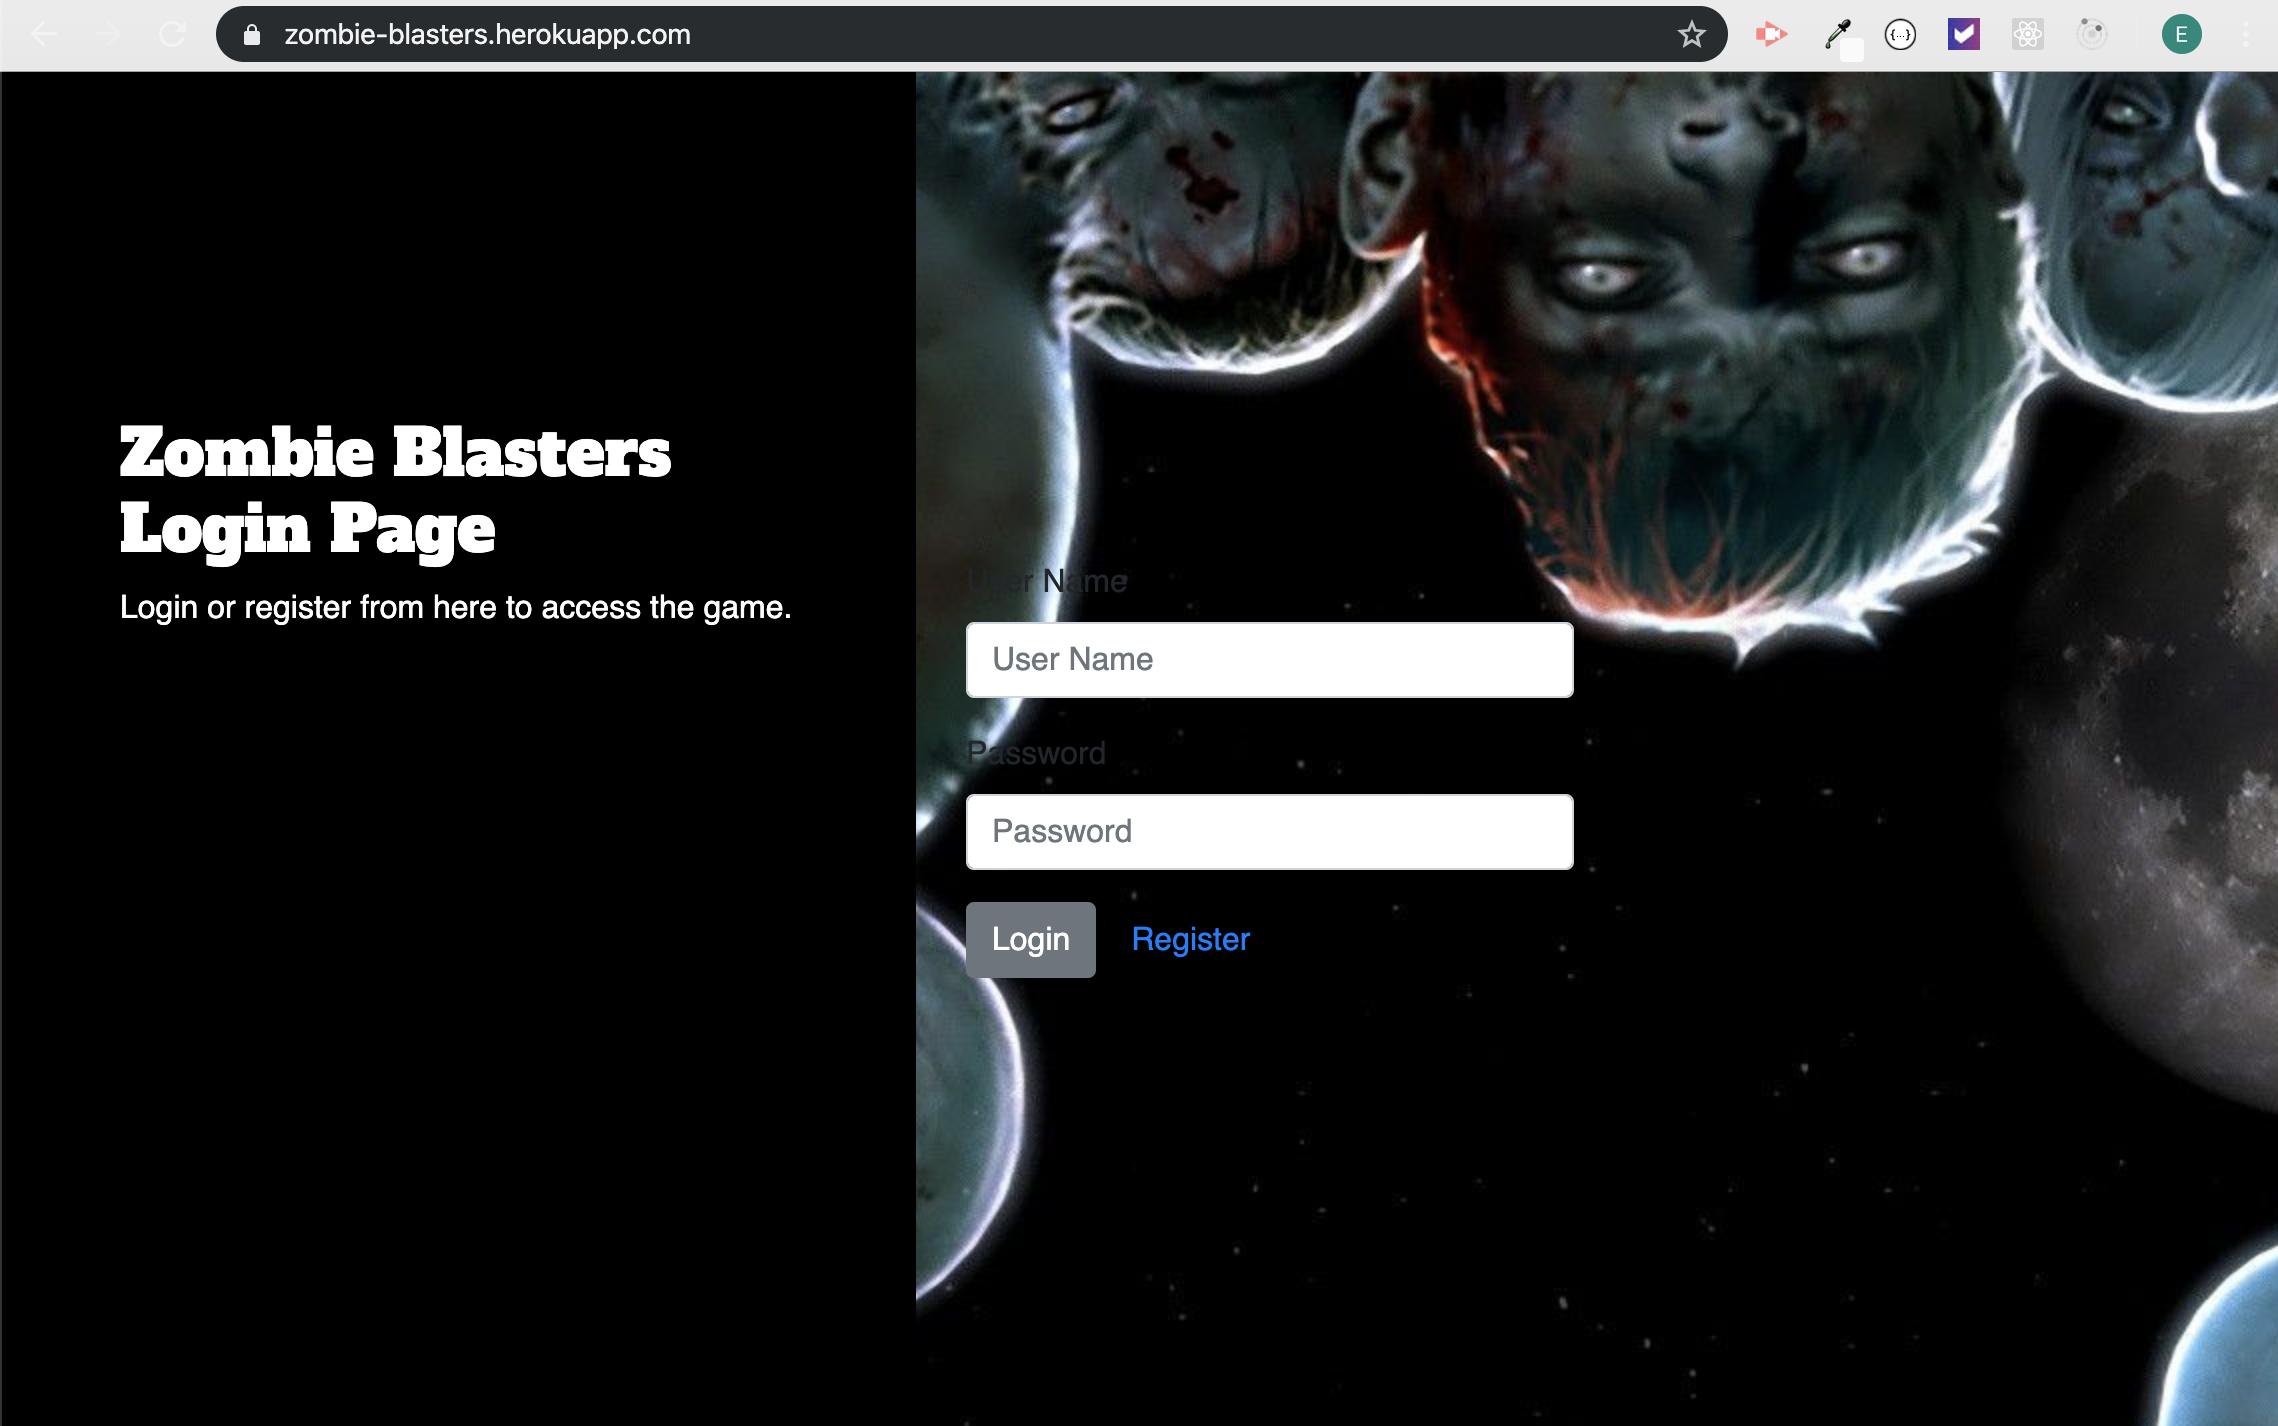 zombie-blasters.herokuapp.com
{...}
E
Zombie Blasters
Login Page
Login or register from here to access the game.
User Name
User Name
Password
Password
Login
Register